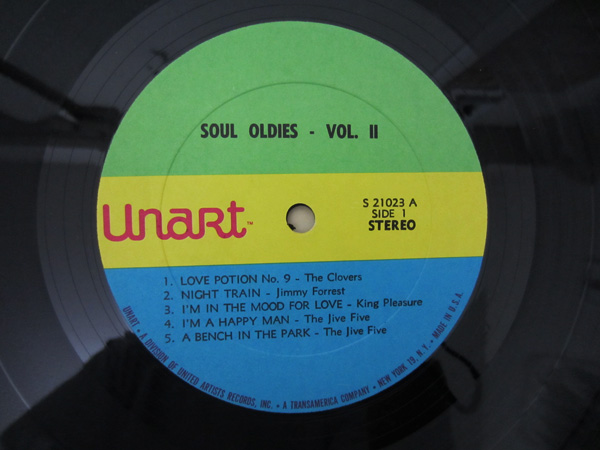 SOUL OLDIES - VOL. II
Unart™
S 21023 A
SIDE 1
STEREO
1. LOVE POTION No. 9 - The Clovers
2. NIGHT TRAIN - Jimmy Forrest
3. I'M IN THE MOOD FOR LOVE - King Pleasure
4. I'M A HAPPY MAN - The Jive Five
5. A BENCH IN THE PARK - The Jive Five
UNART • A DIVISION OF UNITED ARTISTS RECORDS, INC. • A TRANSAMERICA COMPANY • NEW YORK 19, N. Y. • MADE IN U.S.A.